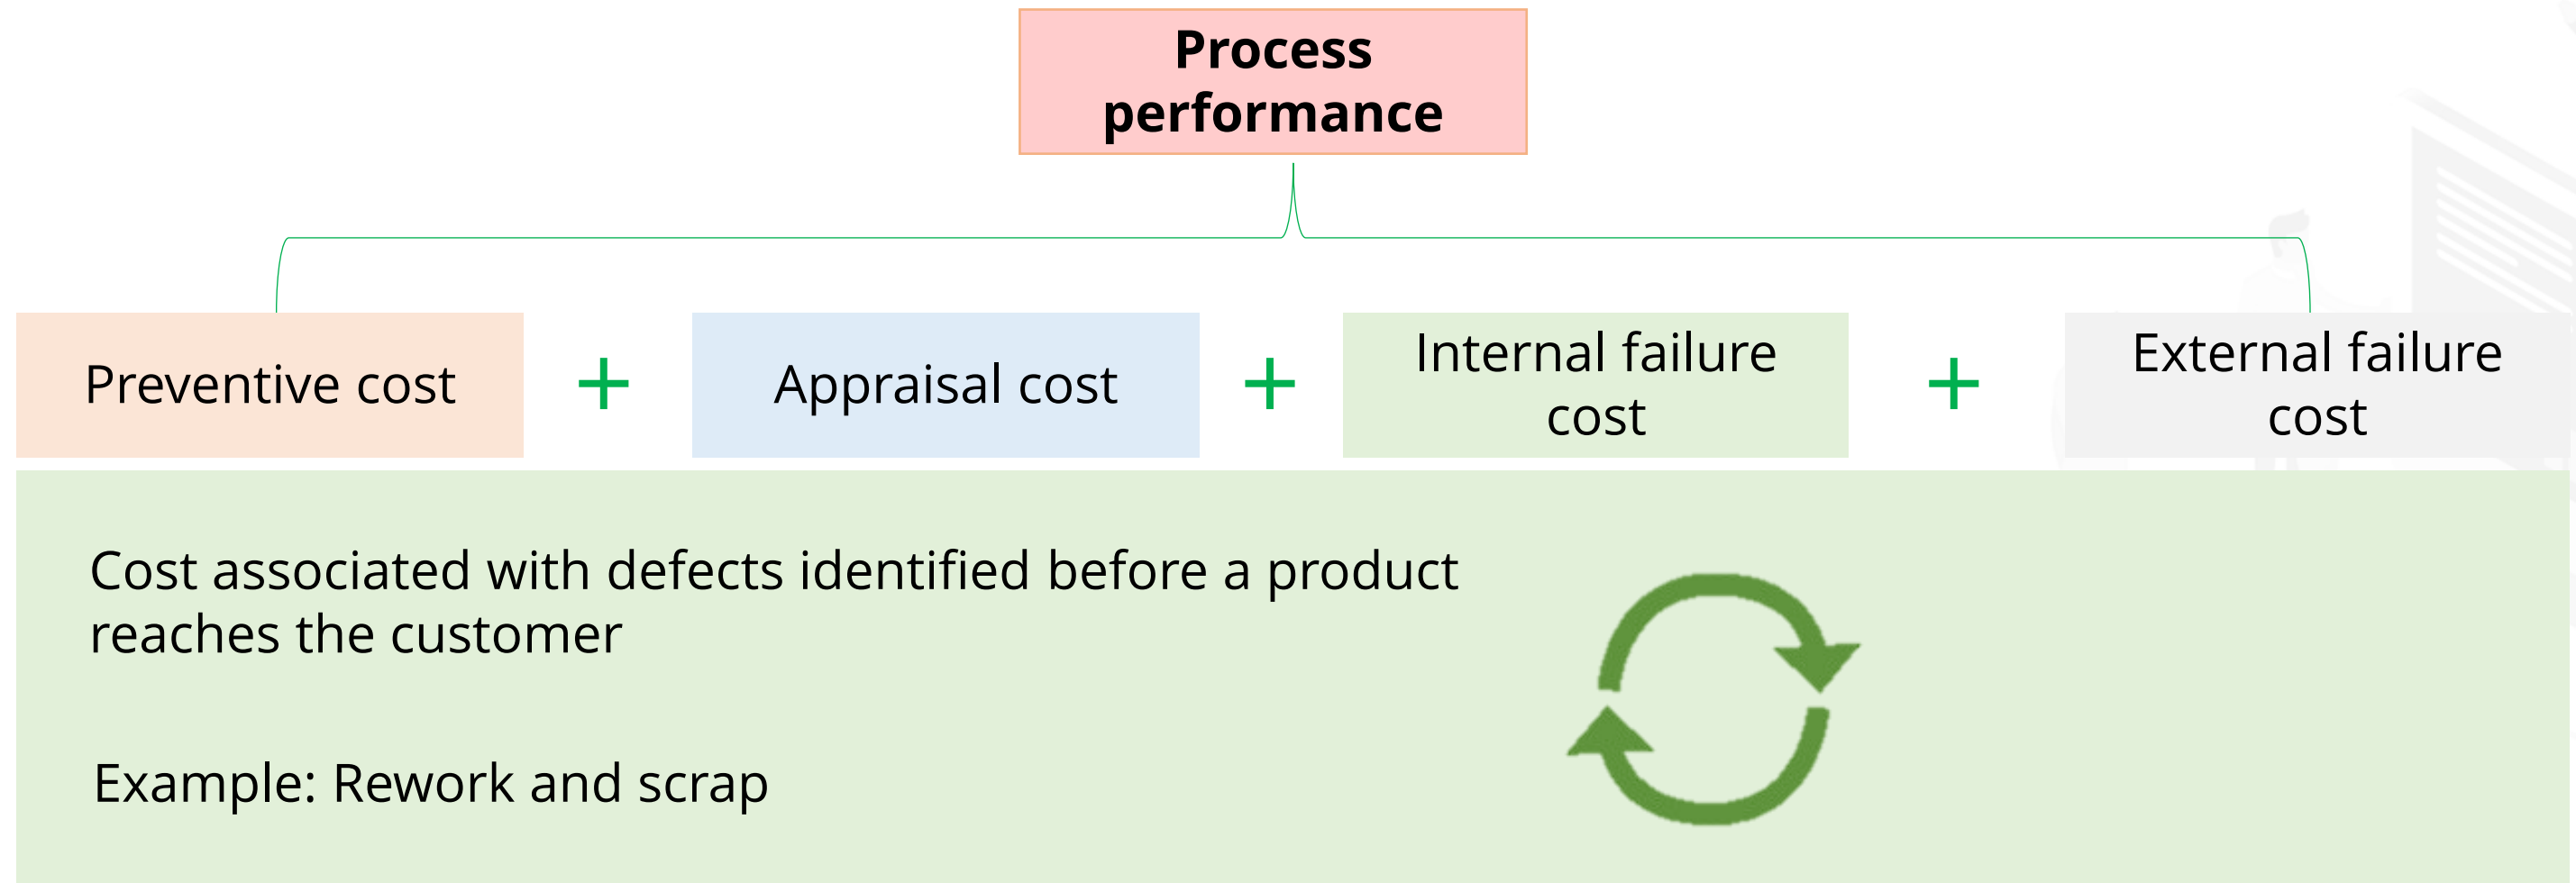 Process
performance
Preventive cost + Appraisal cost + Internal failure
cost + External failure
cost
Cost associated with defects identified before a product
reaches the customer
Example: Rework and scrap